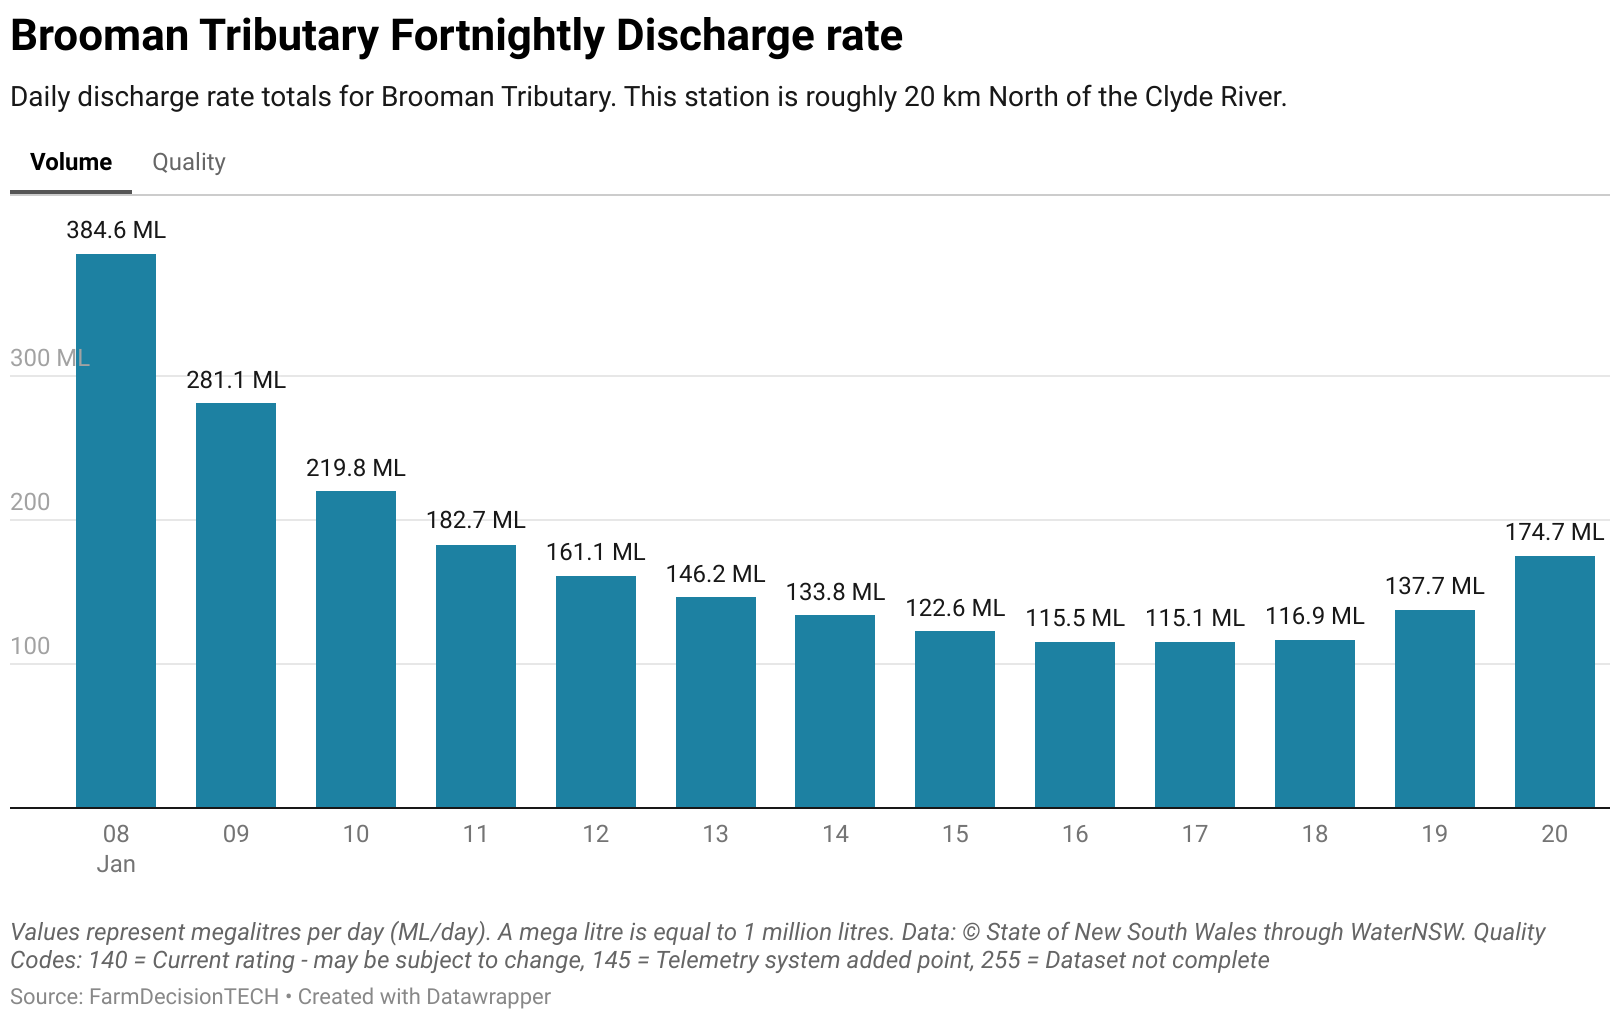 Brooman Tributary Fortnightly Discharge rate
Daily discharge rate totals for Brooman Tributary. This station is roughly 20 km North of the Clyde River.
Volume Quality
384.6 ML
300 ML
281.1 ML
219.8 ML
200
182.7 ML
174.7 ML
161.1 ML
146.2 ML
137.7 ML
133.8 ML
122.6 ML
115.5 ML
115.1 ML
116.9 ML
100
08 09 10 11 12 13 14 15 16 17 18 19 20
Jan
Values represent megalitres per day (ML/day). A mega litre is equal to 1 million litres. Data: © State of New South Wales through WaterNSW. Quality
Codes: 140 = Current rating - may be subject to change, 145 = Telemetry system added point, 255 = Dataset not complete
Source: FarmDecisionTECH • Created with Datawrapper